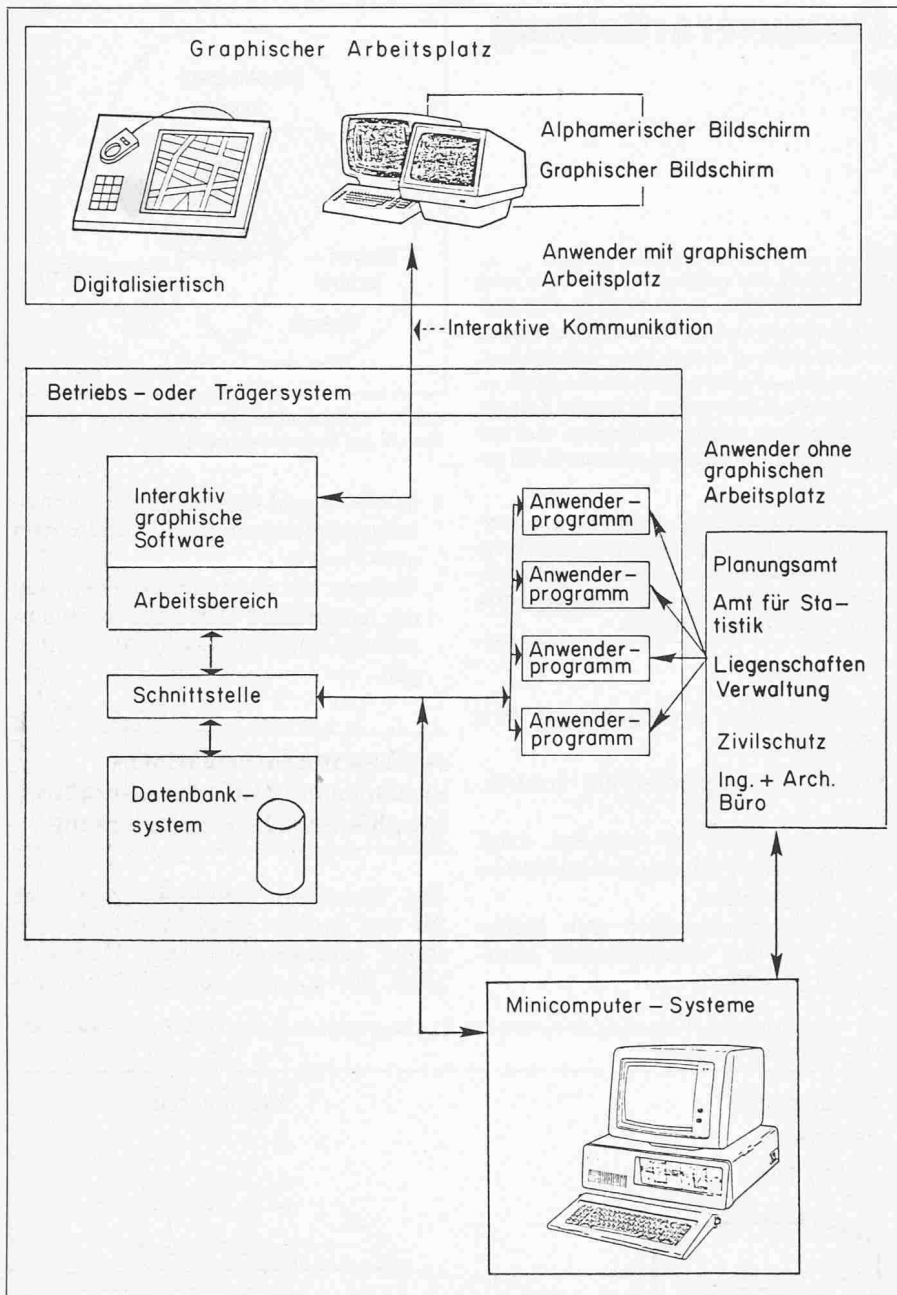 Graphischer Arbeitsplatz
Alphamerischer Bildschirm
Graphischer Bildschirm
Anwender mit graphischem
Arbeitsplatz
Digitalisiertisch
Interaktive Kommunikation
Betriebs- oder Trägersystem
Interaktiv
graphische
Software
Arbeitsbereich
Schnittstelle
Datenbank-
system
Anwender-
programm
Anwender-
programm
Anwender-
programm
Anwender-
programm
Anwender ohne
graphischen
Arbeitsplatz
Planungsamt
Amt für Sta-
tistik
Liegenschaften
Verwaltung
Zivilschutz
Ing. + Arch.
Büro
Minicomputer - Systeme